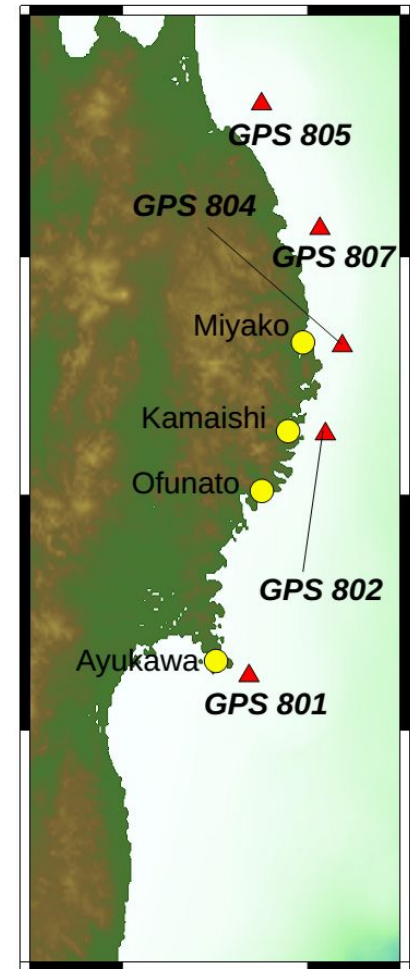 GPS 805
GPS 804
GPS 807
Miyako
Kamaishi
Ofunato
GPS 802
Ayukawa
GPS 801